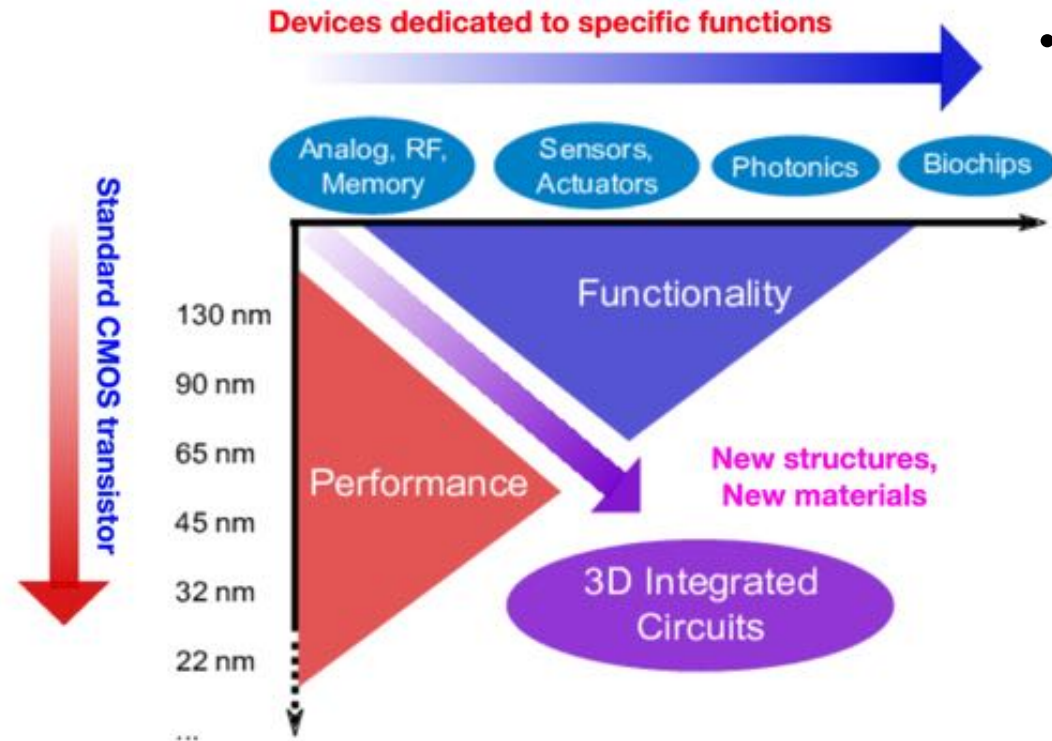 Devices dedicated to specific functions
•
Analog, RF,
Memory
Sensors,
Actuators
Photonics
Biochips
Standard CMOS transistor
130 nm
90 nm
65 nm
45 nm
32 nm
22 nm
...
Functionality
Performance
New structures,
New materials
3D Integrated
Circuits